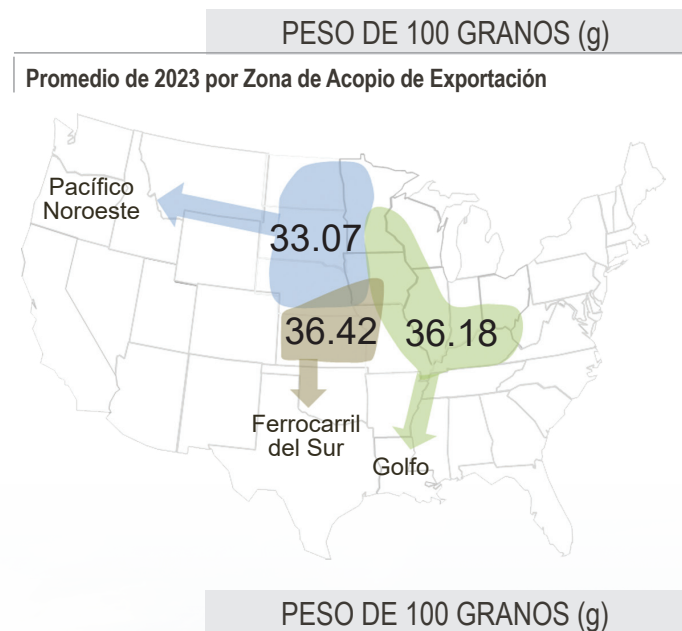 PESO DE 100 GRANOS (g)
Promedio de 2023 por Zona de Acopio de Exportación
Pacífico
Noroeste
33.07
36.42
36.18
Ferrocarril
del Sur
Golfo
PESO DE 100 GRANOS (g)